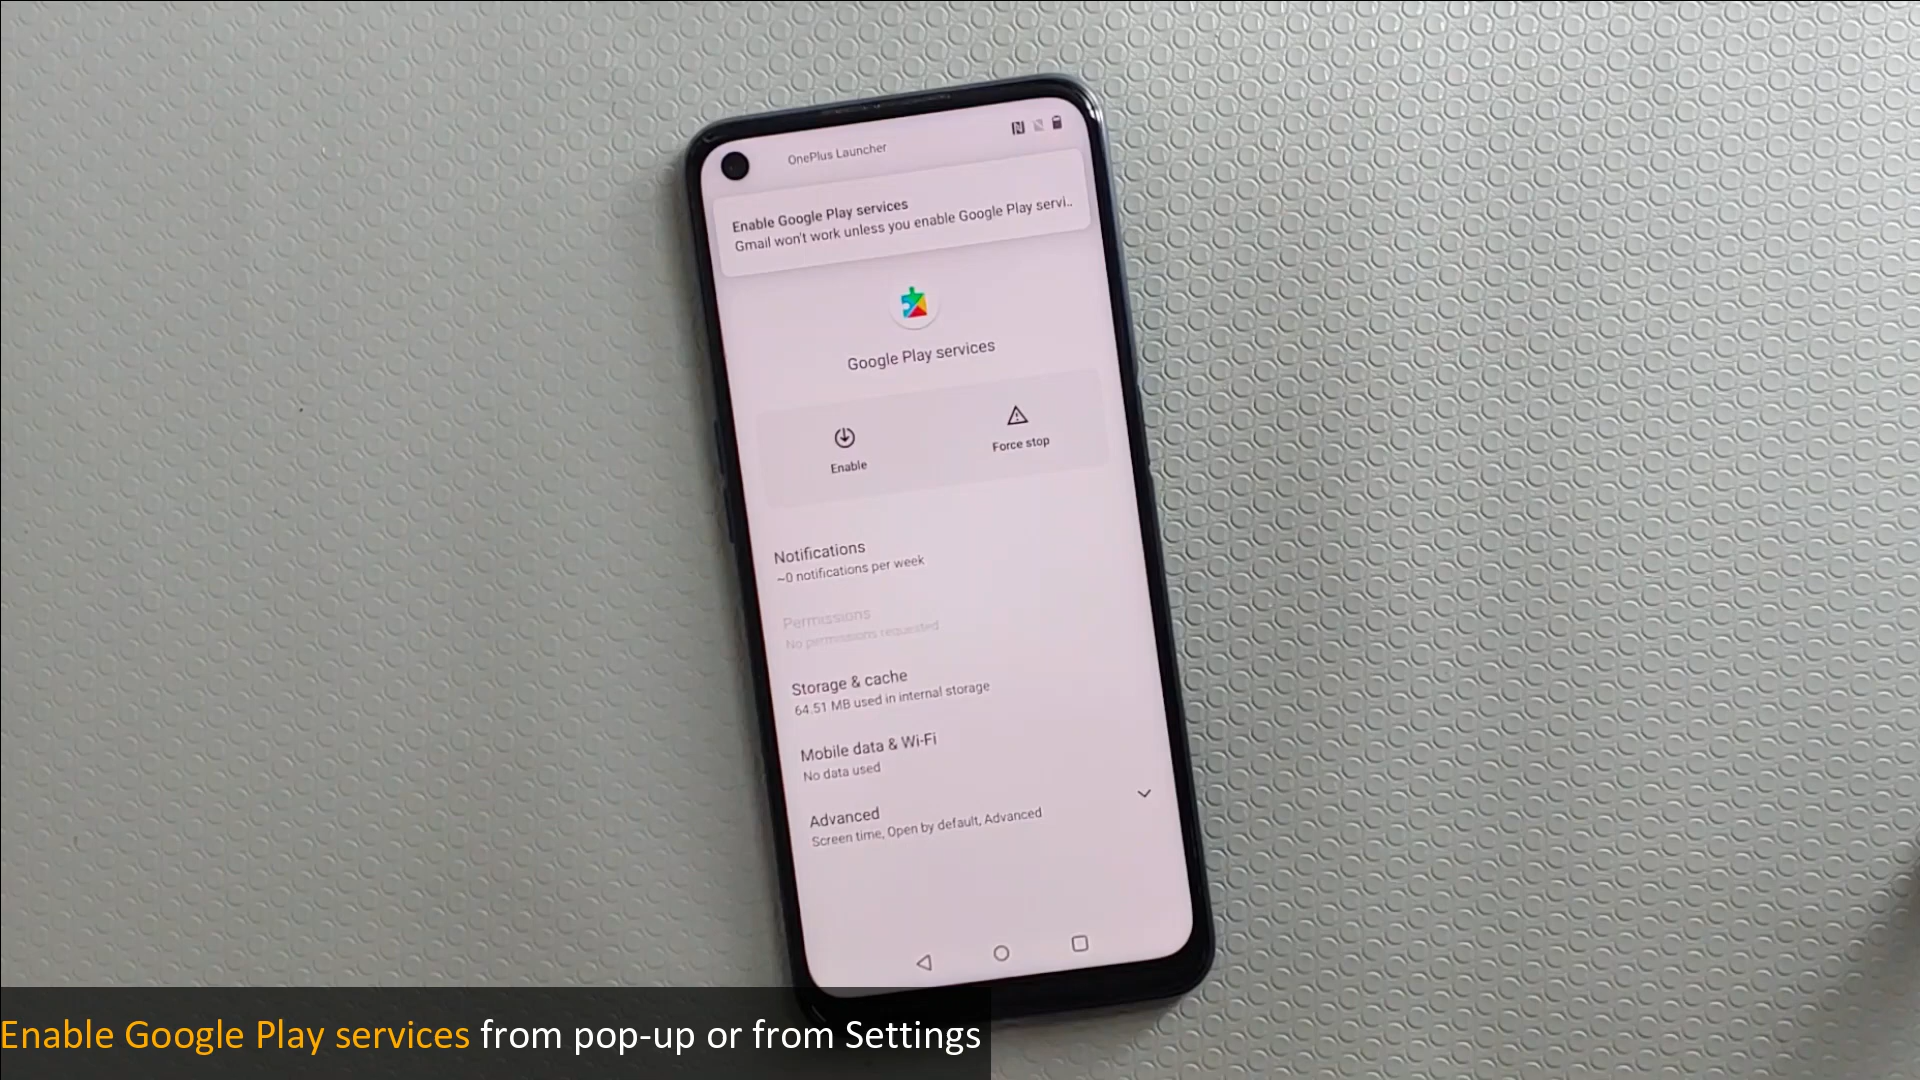 OnePlus Launcher
Enable Google Play services
Gmail won't work unless you enable Google Play servi..
Google Play services
Enable
Force stop
Notifications
~0 notifications per week
Permissions
No permissions requested
Storage & cache
64.51 MB used in internal storage
Mobile data & Wi-Fi
No data used
Advanced
Screen time, Open by default, Advanced
Enable Google Play services from pop-up or from Settings